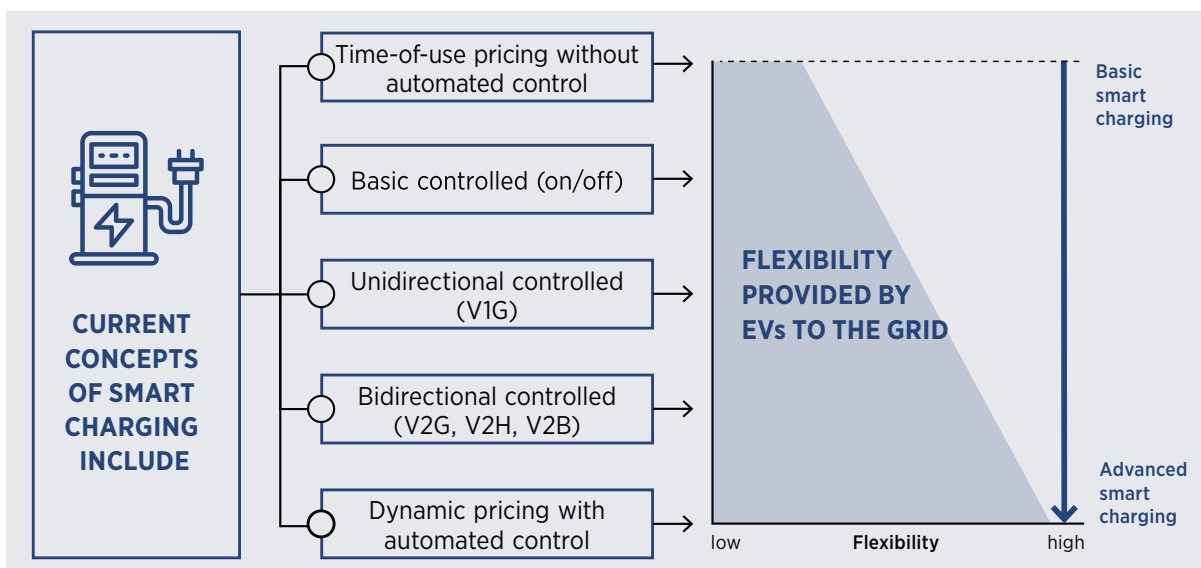 CURRENT
CONCEPTS
OF SMART
CHARGING
INCLUDE
Time-of-use pricing without
automated control
Basic controlled (on/off)
Unidirectional controlled
(V1G)
Bidirectional controlled
(V2G, V2H, V2B)
Dynamic pricing with
automated control
FLEXIBILITY
PROVIDED BY
EVs TO THE GRID
low
Flexibility
high
Basic
smart
charging
Advanced
smart
charging